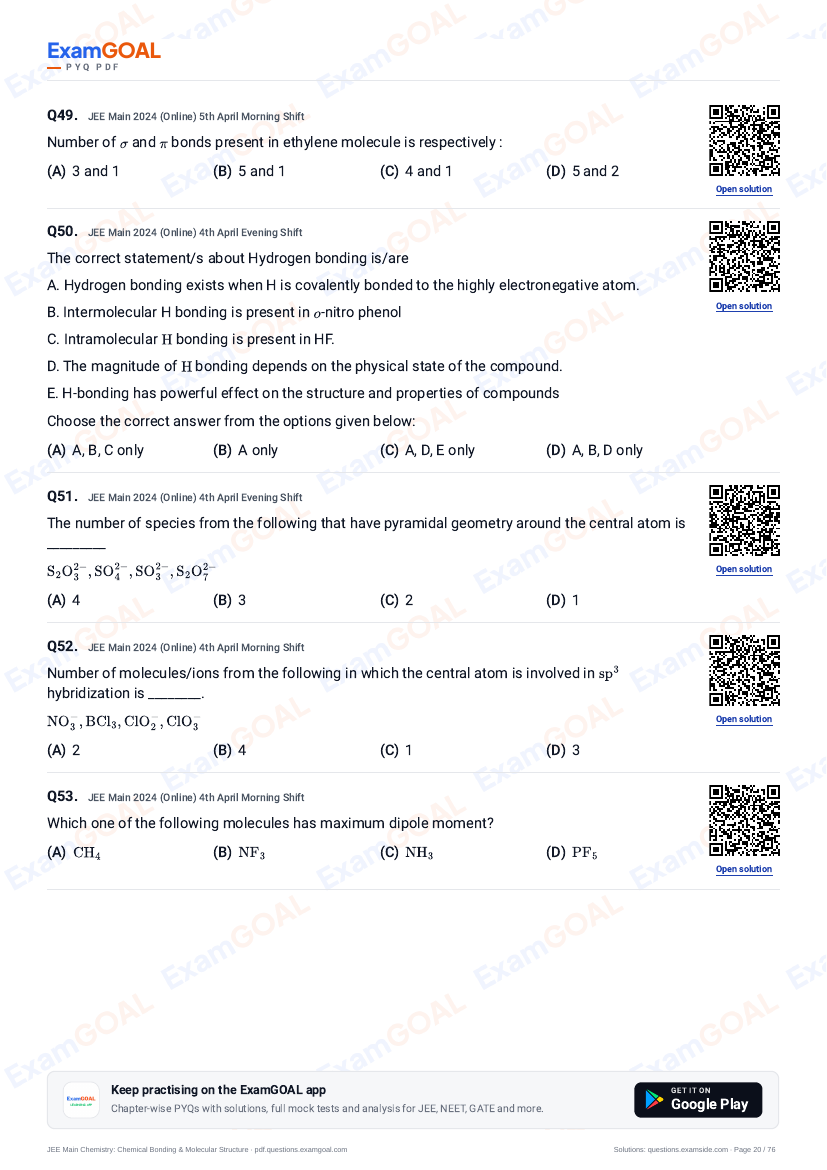 ExamGOAL
PYQ PDF
Q49. JEE Main 2024 (Online) 5th April Morning Shift
Number of σ and π bonds present in ethylene molecule is respectively :
(A) 3 and 1 (B) 5 and 1 (C) 4 and 1 (D) 5 and 2
Open solution
Q50. JEE Main 2024 (Online) 4th April Evening Shift
The correct statement/s about Hydrogen bonding is/are
A. Hydrogen bonding exists when H is covalently bonded to the highly electronegative atom.
B. Intermolecular H bonding is present in o-nitro phenol
C. Intramolecular H bonding is present in HF.
D. The magnitude of H bonding depends on the physical state of the compound.
E. H-bonding has powerful effect on the structure and properties of compounds
Choose the correct answer from the options given below:
(A) A, B, C only (B) A only (C) A, D, E only (D) A, B, D only
Open solution
Q51. JEE Main 2024 (Online) 4th April Evening Shift
The number of species from the following that have pyramidal geometry around the central atom is
_________
S₂O₃²⁻, SO₄²⁻, SO₃²⁻, S₂O₇²⁻
(A) 4 (B) 3 (C) 2 (D) 1
Open solution
Q52. JEE Main 2024 (Online) 4th April Morning Shift
Number of molecules/ions from the following in which the central atom is involved in sp³
hybridization is ________.
NO₃⁻, BCl₃, ClO₂⁻, ClO₃⁻
(A) 2 (B) 4 (C) 1 (D) 3
Open solution
Q53. JEE Main 2024 (Online) 4th April Morning Shift
Which one of the following molecules has maximum dipole moment?
(A) CH₄ (B) NF₃ (C) NH₃ (D) PF₅
Open solution
Keep practising on the ExamGOAL app
Chapter-wise PYQs with solutions, full mock tests and analysis for JEE, NEET, GATE and more.
GET IT ON
Google Play
JEE Main Chemistry: Chemical Bonding & Molecular Structure · pdf.questions.examgoal.com
Solutions: questions.examside.com · Page 20 / 76